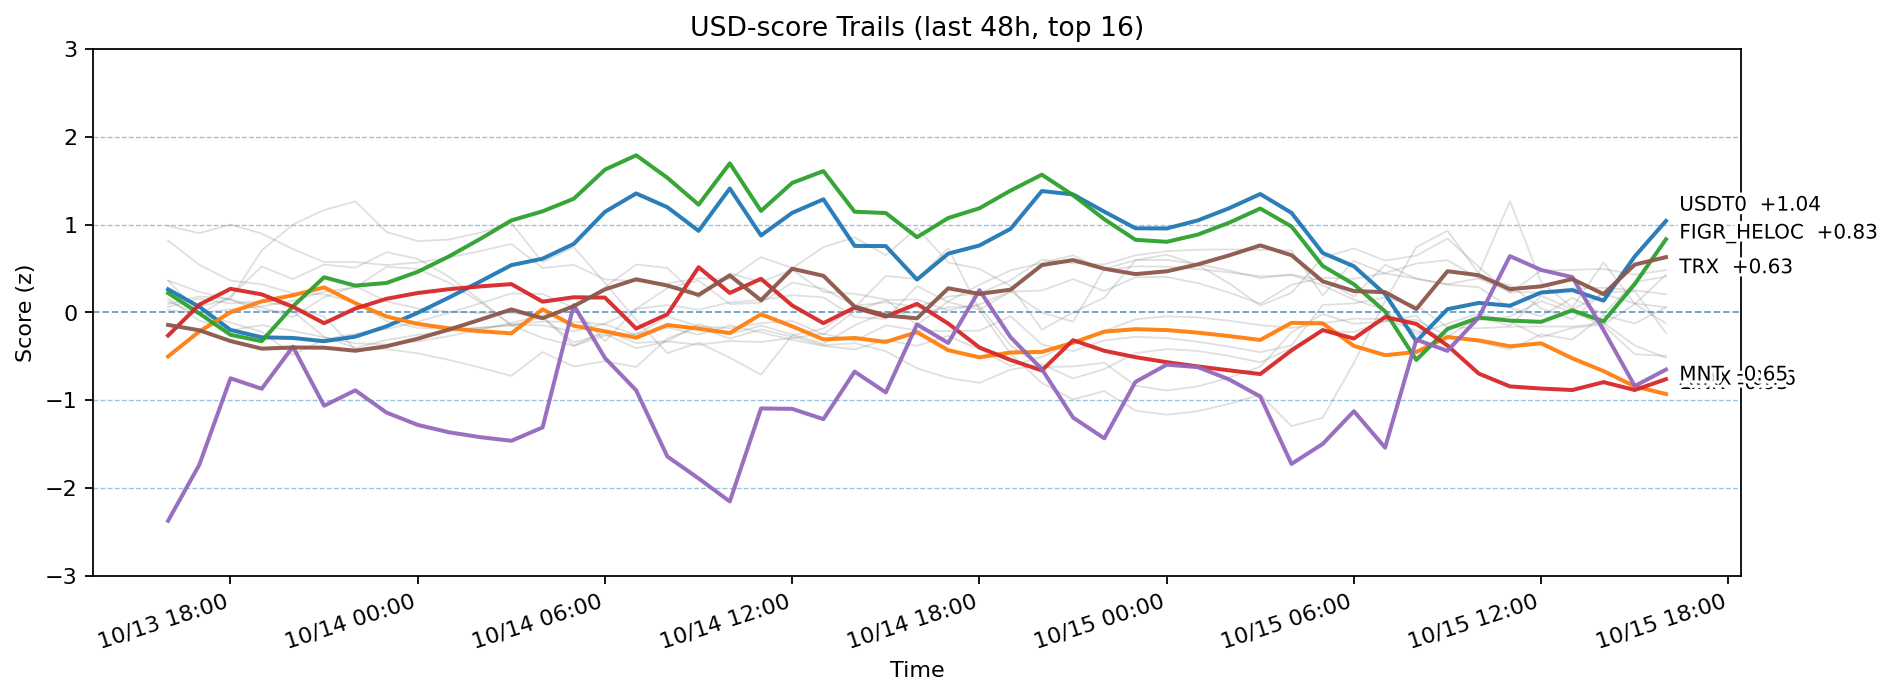 USD-score Trails (last 48h, top 16)
Score (z)
3
2
1
0
−1
−2
−3
USDT0 +1.04
FIGR_HELOC +0.83
TRX +0.63
MNT -0.65
10/13 18:00
10/14 00:00
10/14 06:00
10/14 12:00
10/14 18:00
10/15 00:00
10/15 06:00
10/15 12:00
10/15 18:00
Time